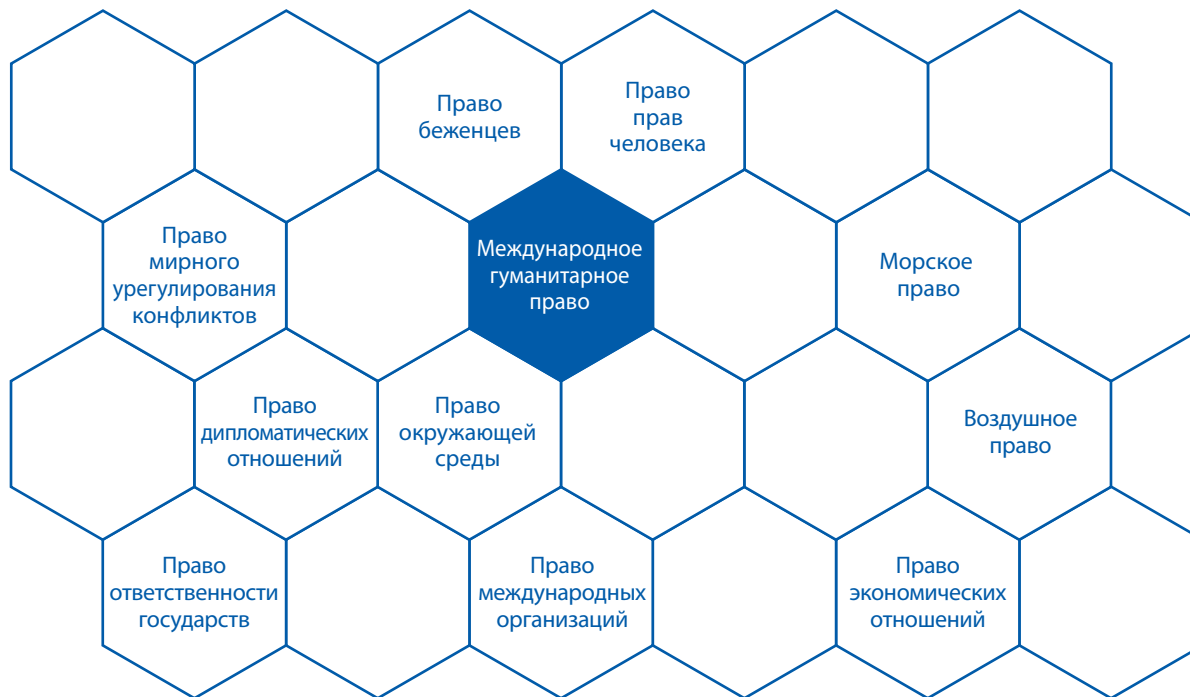 Право
беженцев
Право
прав
человека
Право
мирного
урегулирования
конфликтов
Международное
гуманитарное
право
Морское
право
Право
дипломатических
отношений
Право
окружающей
среды
Воздушное
право
Право
ответственности
государств
Право
международных
организаций
Право
экономических
отношений